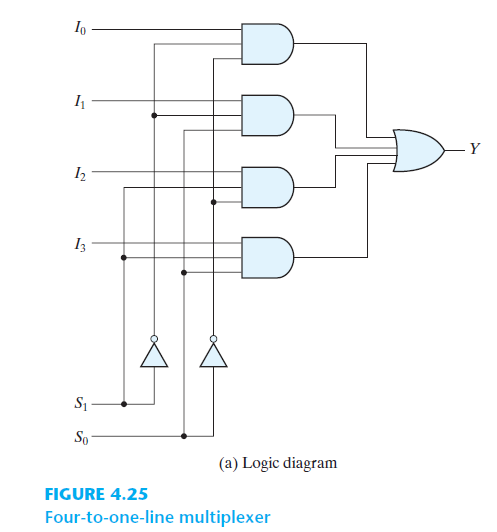 I₀
I₁
I₂
I₃
Y
S₁
S₀
(a) Logic diagram
FIGURE 4.25
Four-to-one-line multiplexer